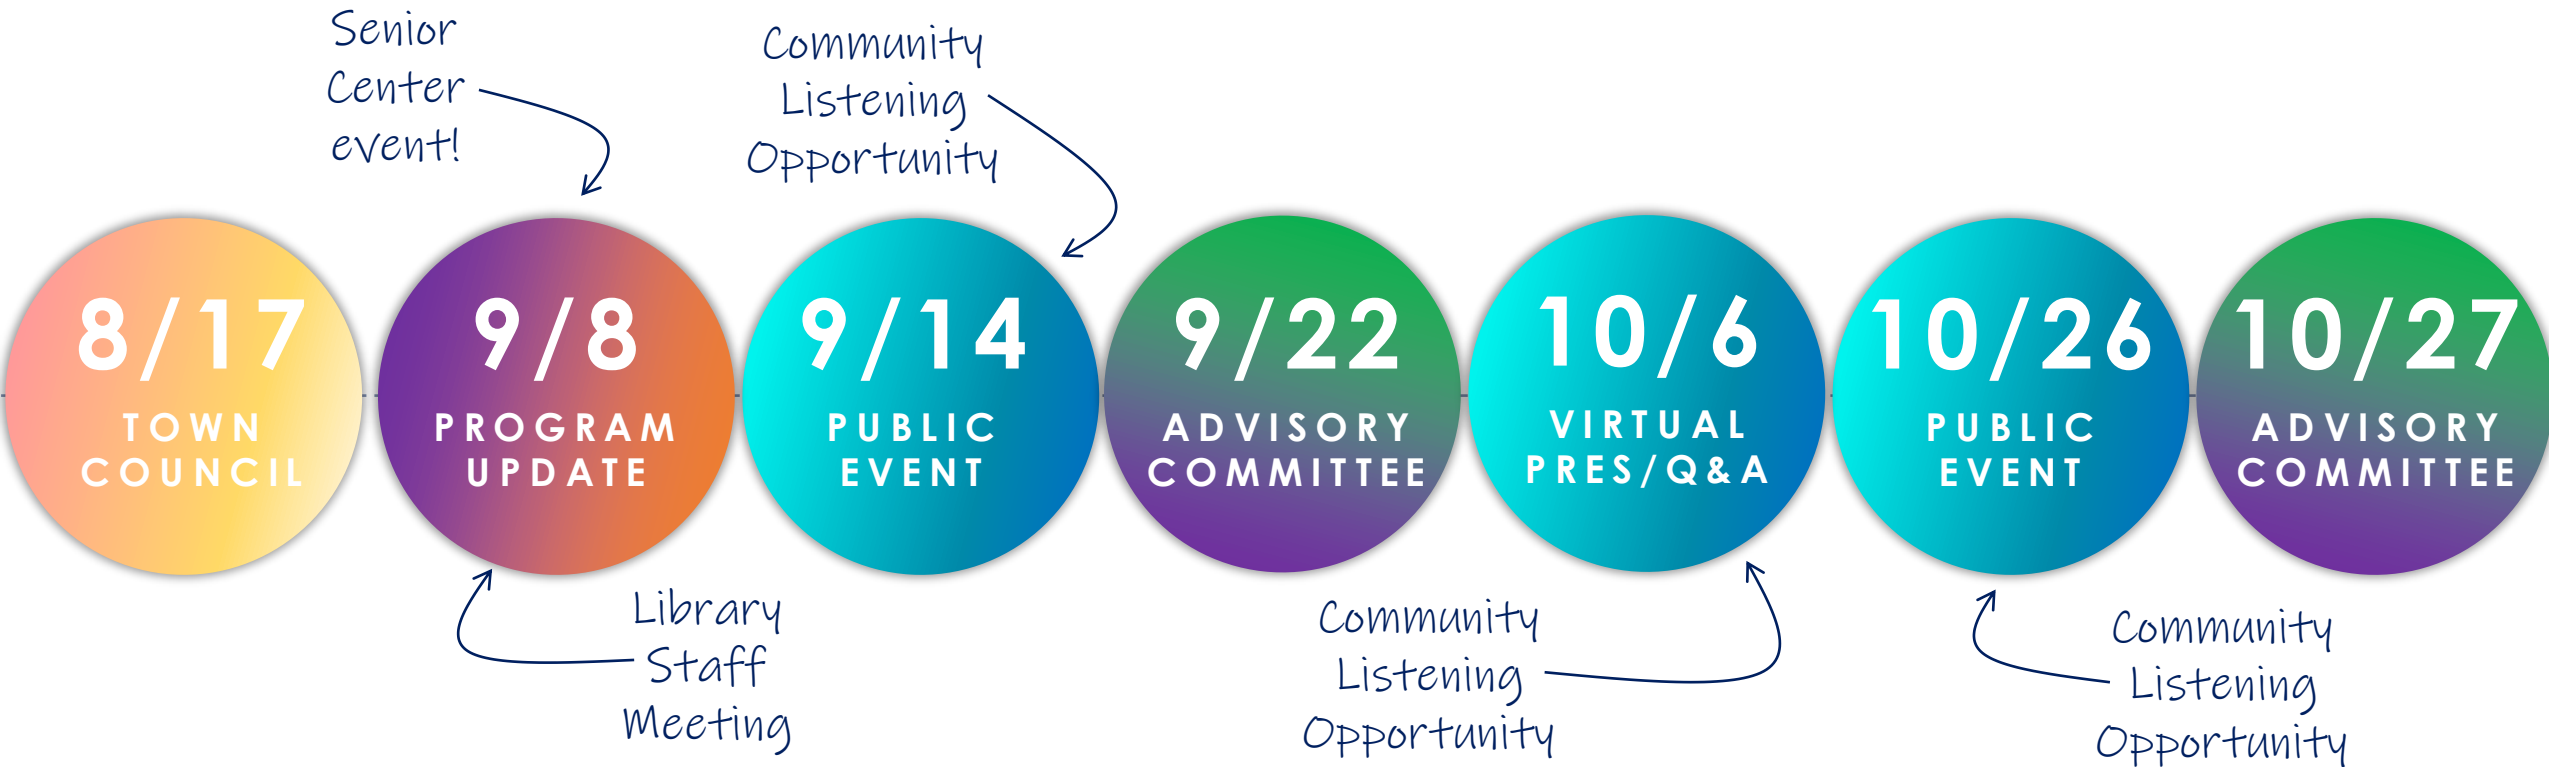 Senior
Center
event!
Community
Listening
Opportunity
8/17
TOWN
COUNCIL
9/8
PROGRAM
UPDATE
9/14
PUBLIC
EVENT
9/22
ADVISORY
COMMITTEE
10/6
VIRTUAL
PRES/Q&A
10/26
PUBLIC
EVENT
10/27
ADVISORY
COMMITTEE
Library
Staff
Meeting
Community
Listening
Opportunity
Community
Listening
Opportunity